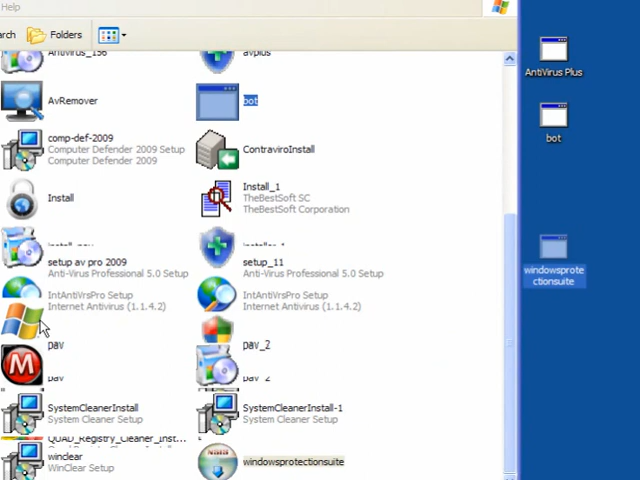 Help
arch
Folders
Antivirus_156
avplus
AvRemover
bot
comp-def-2009
Computer Defender 2009 Setup
Computer Defender 2009
ContraviroInstall
Install
Install_1
TheBestSoft SC
TheBestSoft Corporation
setup av pro 2009
Anti-Virus Professional 5.0 Setup
setup_11
Anti-Virus Professional 5.0 Setup
IntAntiVrsPro Setup
Internet Antivirus (1.1.4.2)
IntAntiVrsPro Setup
Internet Antivirus (1.1.4.2)
pav
pav_2
pav
pav_2
SystemCleanerInstall
System Cleaner Setup
SystemCleanerInstall-1
System Cleaner Setup
QUAD_Registry_Cleaner_Inst...
winclear
WinClear Setup
windowsprotectionsuite
AntiVirus Plus
bot
windowsprote
ctionsuite